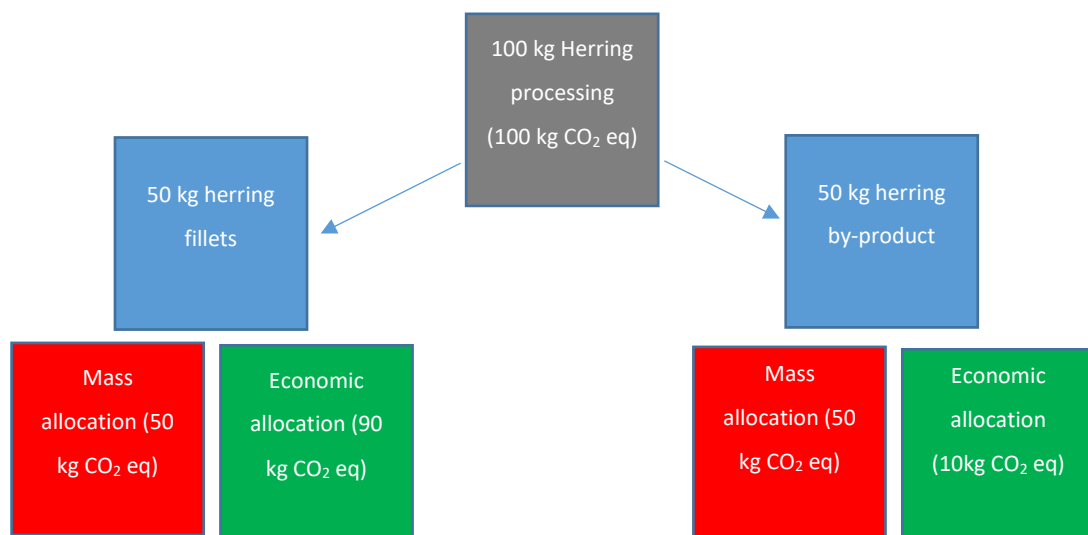 100 kg Herring
processing
(100 kg CO₂ eq)
50 kg herring
fillets
50 kg herring
by-product
Mass
allocation (50
kg CO₂ eq)
Economic
allocation (90
kg CO₂ eq)
Mass
allocation (50
kg CO₂ eq)
Economic
allocation
(10kg CO₂ eq)